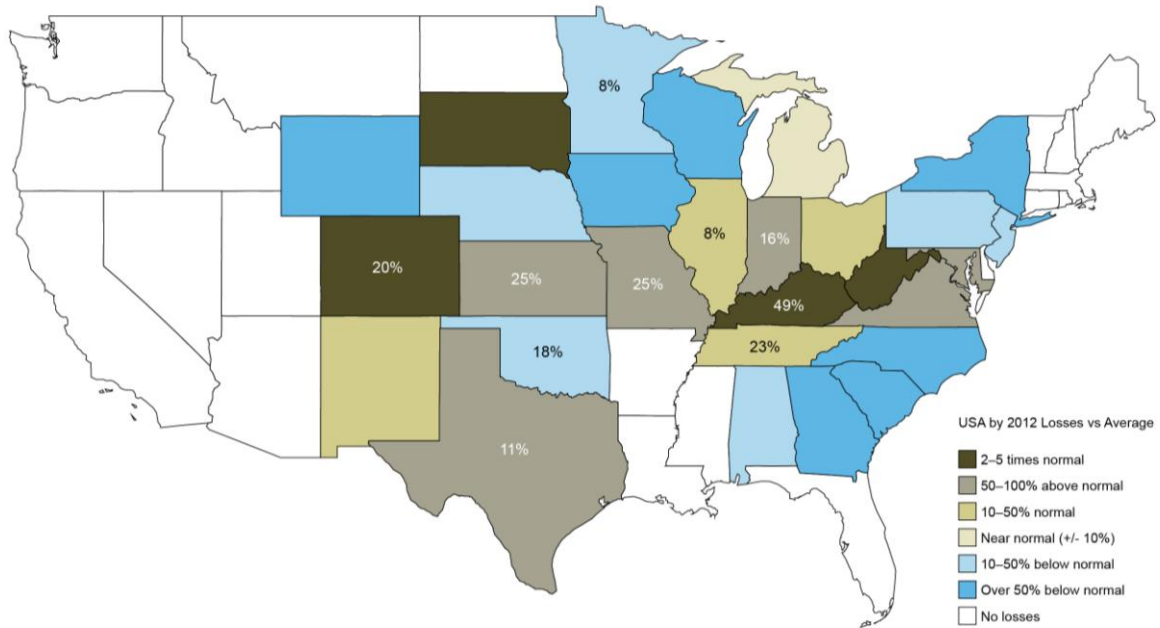 8%
8%
16%
20%
25%
25%
49%
23%
18%
11%
USA by 2012 Losses vs Average
2–5 times normal
50–100% above normal
10–50% normal
Near normal (+/- 10%)
10–50% below normal
Over 50% below normal
No losses